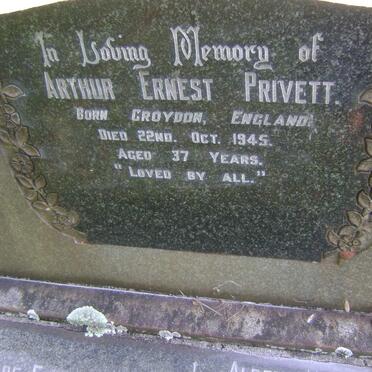 In Loving Memory of
ARTHUR ERNEST PRIVETT.
BORN CROYDON, ENGLAND.
DIED 22ND. OCT. 1945.
AGED 37 YEARS.
"LOVED BY ALL."